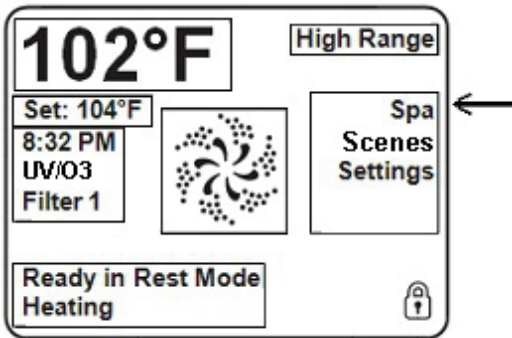 102°F
High Range
Set: 104°F
8:32 PM
UV/O3
Filter 1
Spa
Scenes
Settings
Ready in Rest Mode
Heating